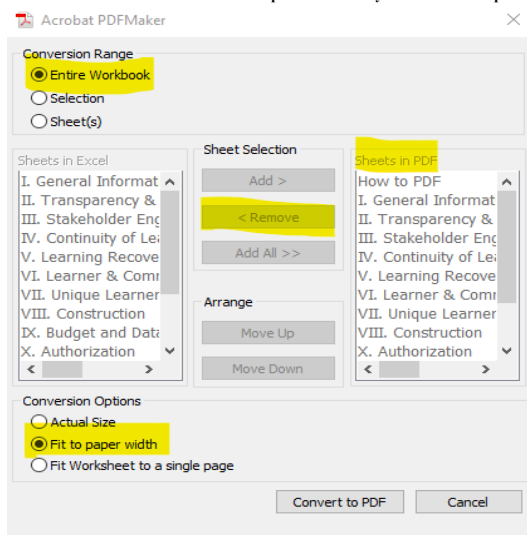 Acrobat PDFMaker
Conversion Range
Entire Workbook
Selection
Sheet(s)
Sheets in Excel
I. General Informat
II. Transparency &
III. Stakeholder Eng
IV. Continuity of Lea
V. Learning Recove
VI. Learner & Comr
VII. Unique Learner
VIII. Construction
IX. Budget and Data
X. Authorization
Sheet Selection
Add >
< Remove
Add All >>
Arrange
Move Up
Move Down
Sheets in PDF
How to PDF
I. General Informat
II. Transparency &
III. Stakeholder Eng
IV. Continuity of Lea
V. Learning Recove
VI. Learner & Comr
VII. Unique Learner
VIII. Construction
X. Authorization
Conversion Options
Actual Size
Fit to paper width
Fit Worksheet to a single page
Convert to PDF
Cancel